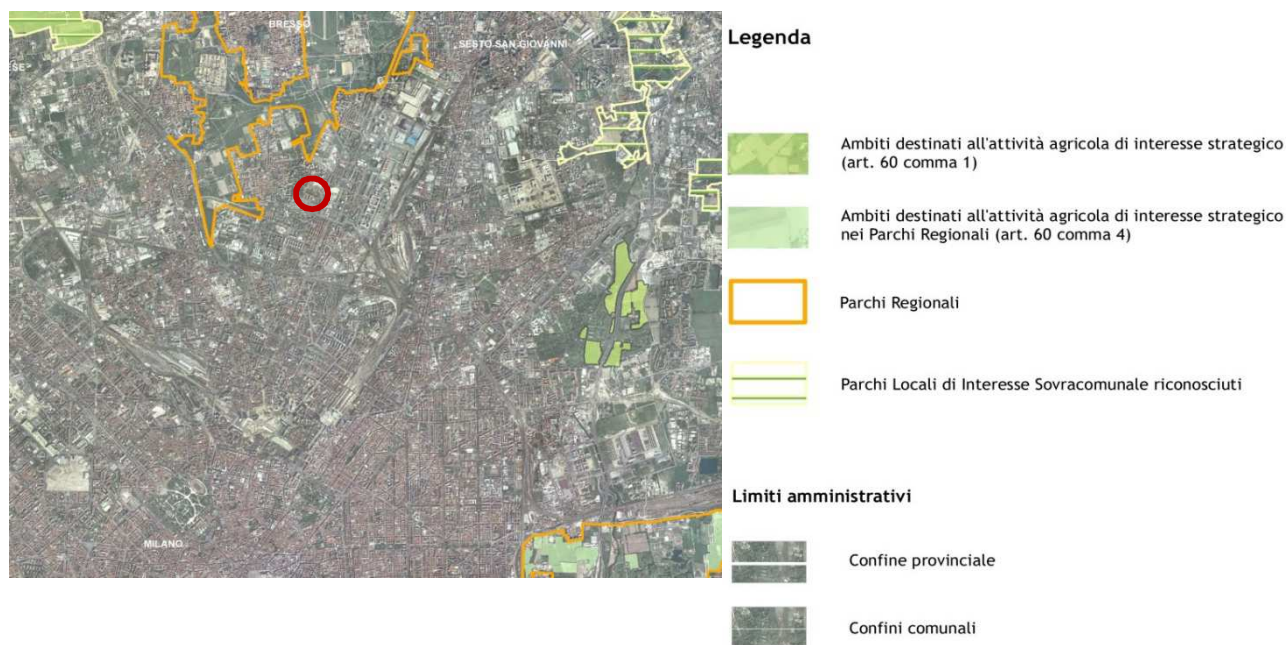 BRESSO
SESTO SAN GIOVANNI
ESE
MILANO
Legenda
Ambiti destinati all'attività agricola di interesse strategico
(art. 60 comma 1)
Ambiti destinati all'attività agricola di interesse strategico
nei Parchi Regionali (art. 60 comma 4)
Parchi Regionali
Parchi Locali di Interesse Sovracomunale riconosciuti
Limiti amministrativi
Confine provinciale
Confini comunali